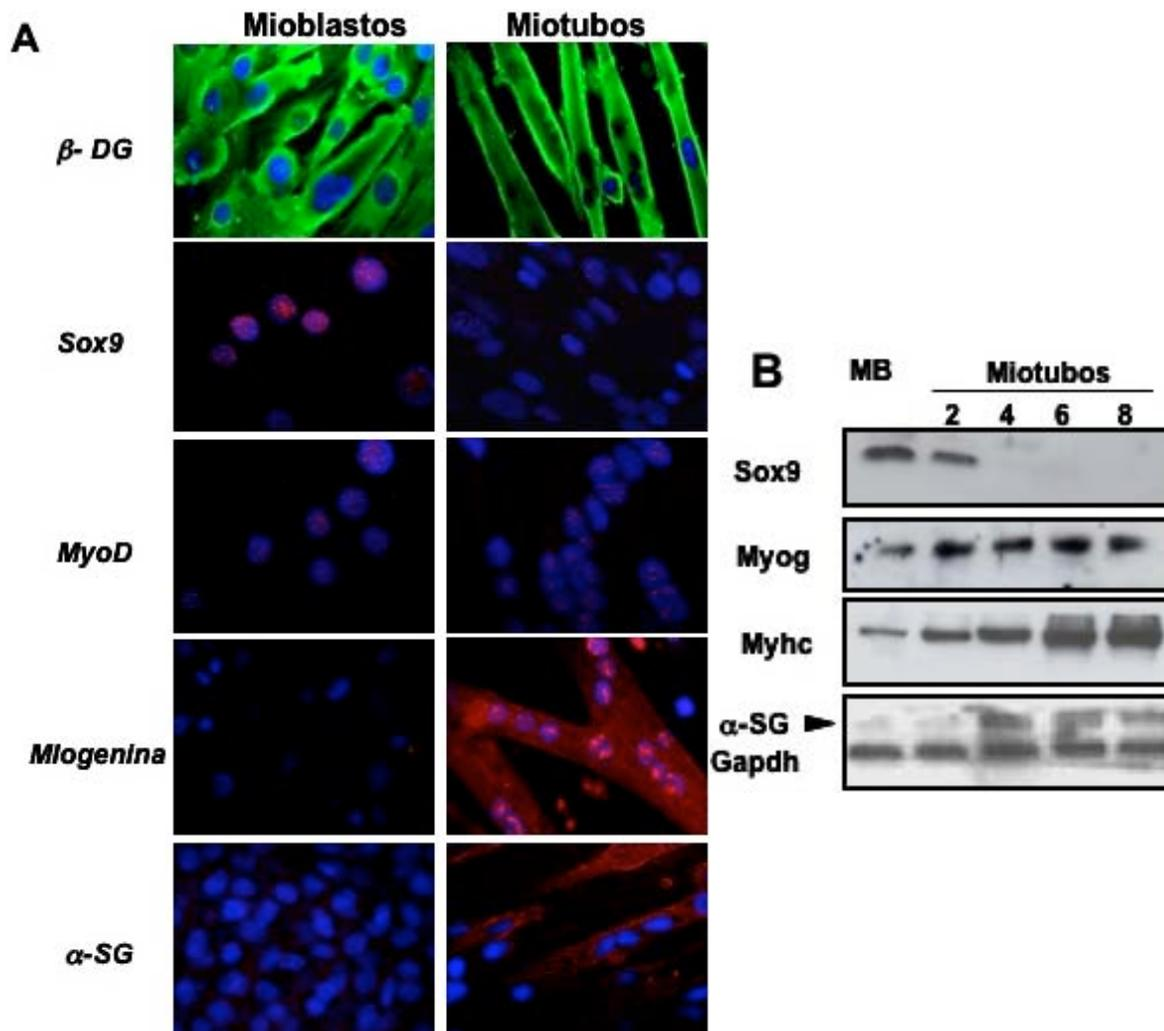 A
Mioblastos Miotubos
β- DG
Sox9
MyoD
Miogenina
α-SG
B
MB Miotubos
2 4 6 8
Sox9
Myog
Myhc
α-SG
Gapdh